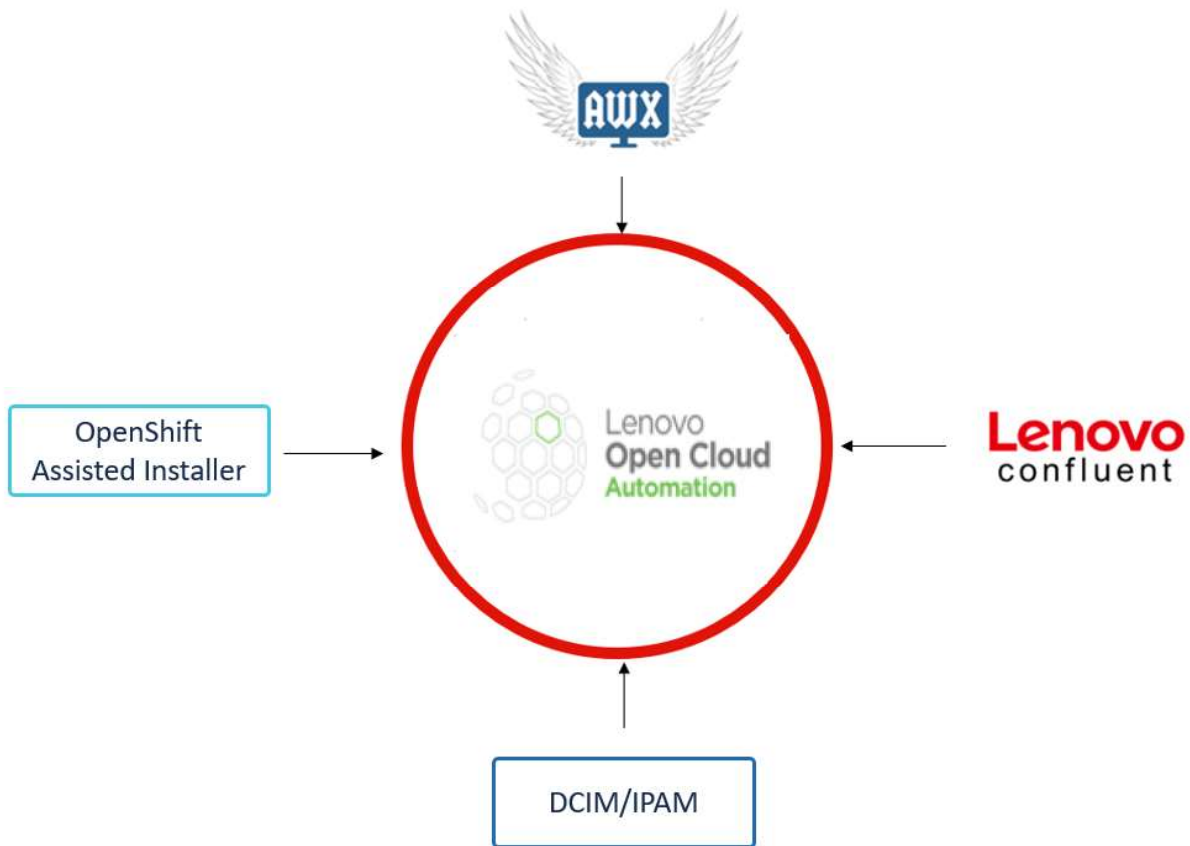 AWX
Lenovo
Open Cloud
Automation
OpenShift
Assisted Installer
Lenovo
confluent
DCIM/IPAM